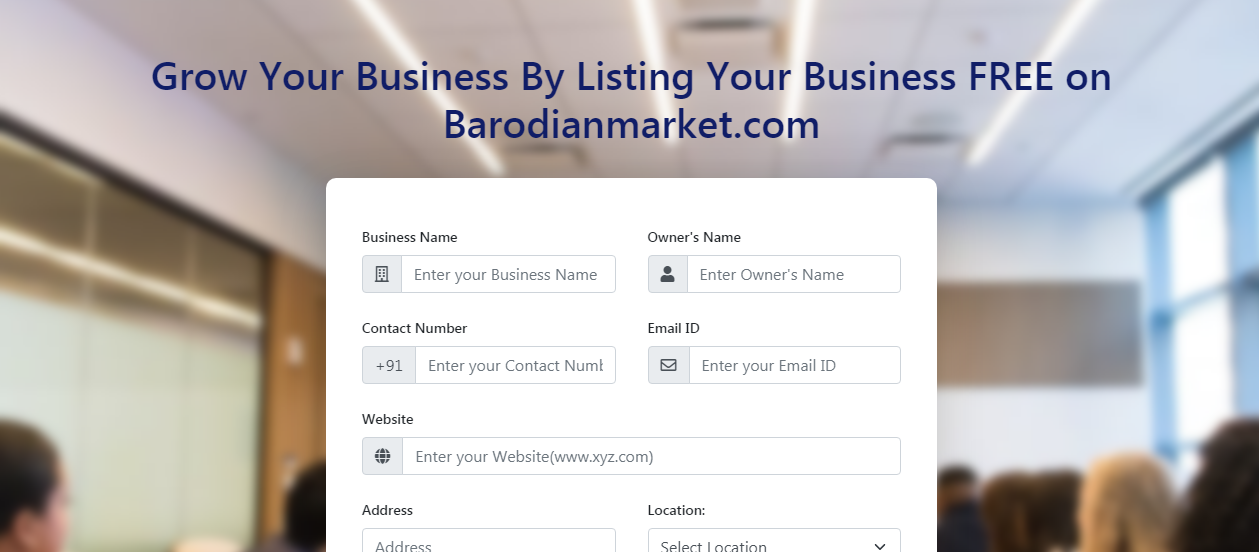 Grow Your Business By Listing Your Business FREE on
Barodianmarket.com
Business Name
Owner's Name
Enter your Business Name
Enter Owner's Name
Contact Number
Email ID
+91 Enter your Contact Numb
Enter your Email ID
Website
Enter your Website(www.xyz.com)
Address
Location:
Address
Select Location